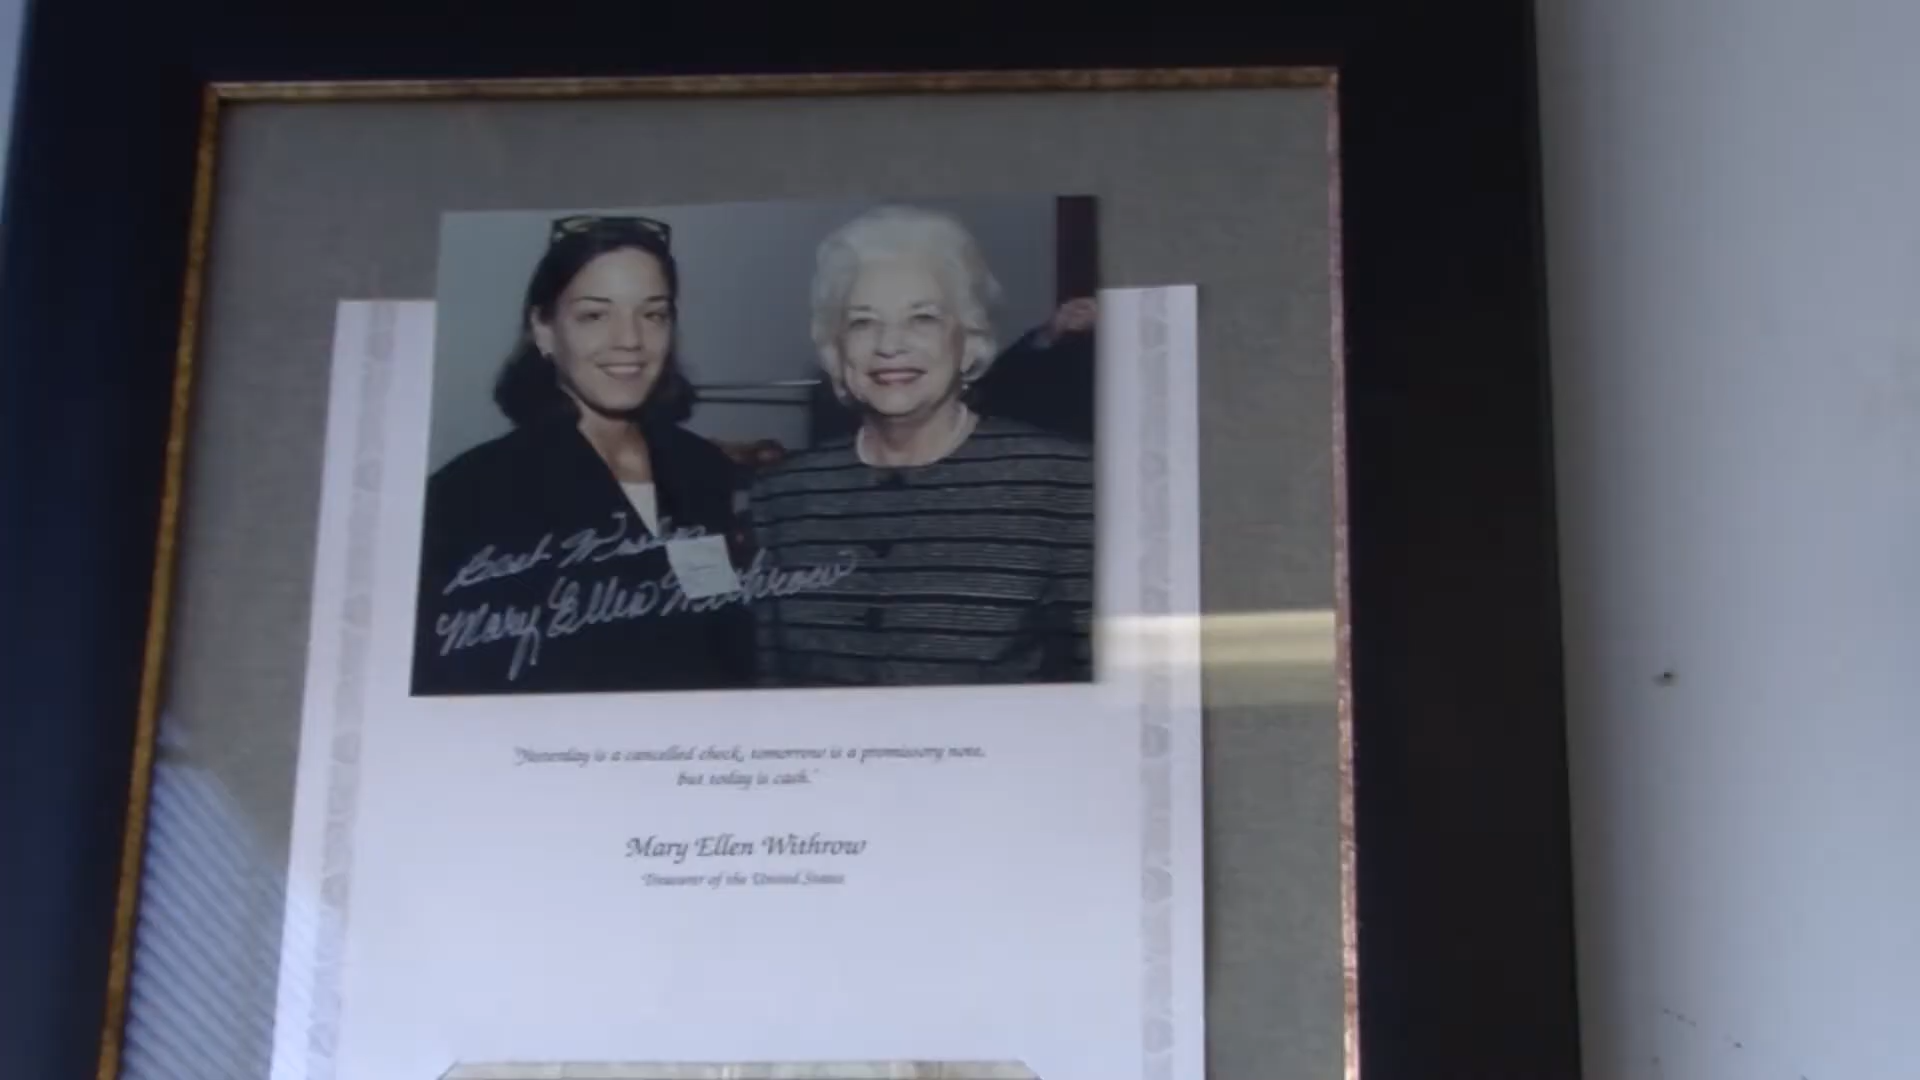 Best Wishes
Mary Ellen Withrow
"Yesterday is a cancelled check, tomorrow is a promissory note,
but today is cash."
Mary Ellen Withrow
Treasurer of the United States